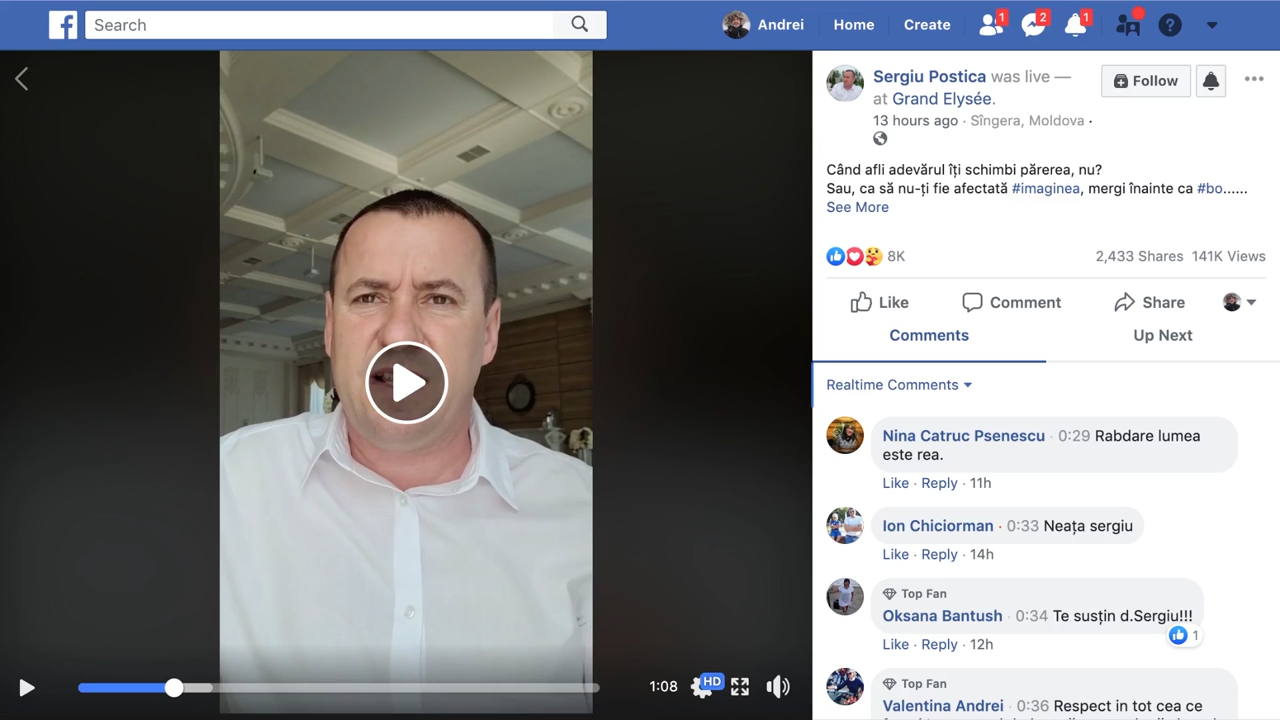 f
Search
Andrei
Home
Create
1
2
1
Sergiu Postica was live —
at Grand Elysée.
13 hours ago · Sîngera, Moldova ·
Follow
Când afli adevărul îți schimbi părerea, nu?
Sau, ca să nu-ți fie afectată #imaginea, mergi înainte ca #bo......
See More
8K
2,433 Shares 141K Views
Like
Comment
Share
Comments
Up Next
Realtime Comments
Nina Catruc Psenescu · 0:29 Rabdare lumea
este rea.
Like · Reply · 11h
Ion Chiciorman · 0:33 Neața sergiu
Like · Reply · 14h
Top Fan
Oksana Bantush · 0:34 Te susțin d.Sergiu!!!
1
Like · Reply · 12h
Top Fan
Valentina Andrei · 0:36 Respect in tot cea ce
1:08
HD